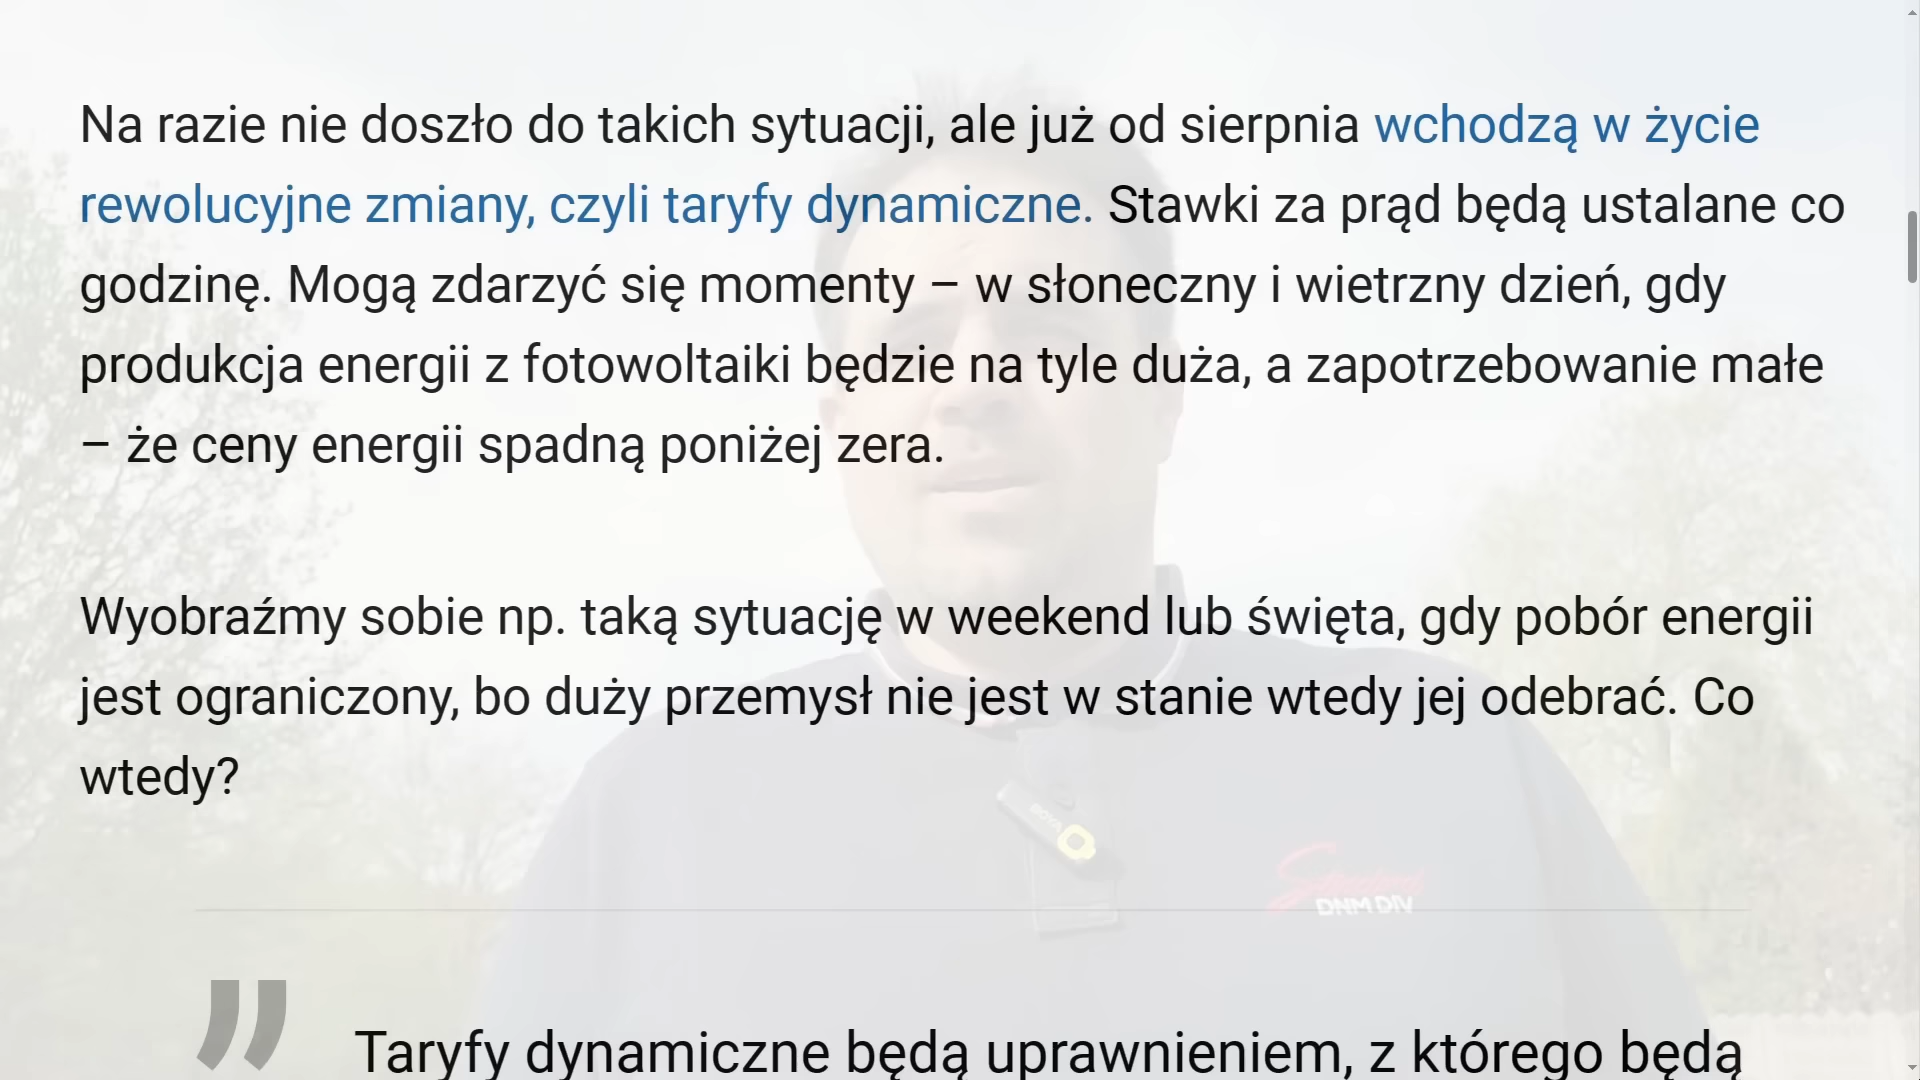 Na razie nie doszło do takich sytuacji, ale już od sierpnia wchodzą w życie
rewolucyjne zmiany, czyli taryfy dynamiczne. Stawki za prąd będą ustalane co
godzinę. Mogą zdarzyć się momenty – w słoneczny i wietrzny dzień, gdy
produkcja energii z fotowoltaiki będzie na tyle duża, a zapotrzebowanie małe
– że ceny energii spadną poniżej zera.
Wyobraźmy sobie np. taką sytuację w weekend lub święta, gdy pobór energii
jest ograniczony, bo duży przemysł nie jest w stanie wtedy jej odebrać. Co
wtedy?
BOYA
DNM DIV
” Taryfy dynamiczne będą uprawnieniem, z którego będą